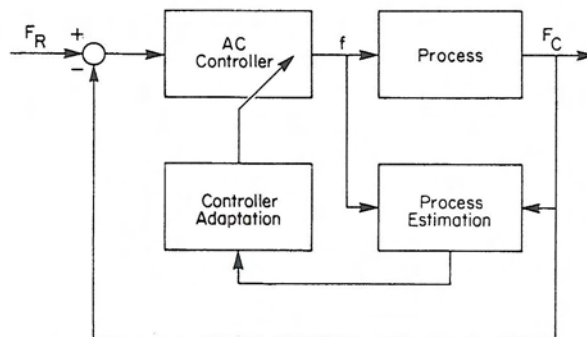 F_R
+
−
AC
Controller
f
Process
F_C
Controller
Adaptation
Process
Estimation